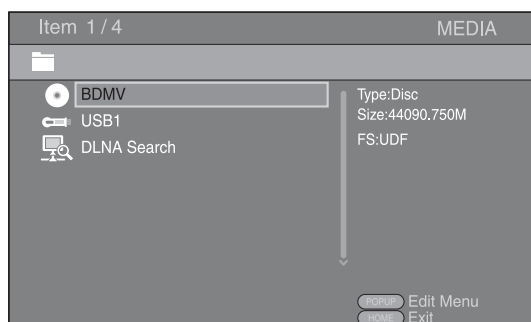 Item 1/4 MEDIA
BDMV
USB1
DLNA Search
Type:Disc
Size:44090.750M
FS:UDF
POPUP Edit Menu
HOME Exit